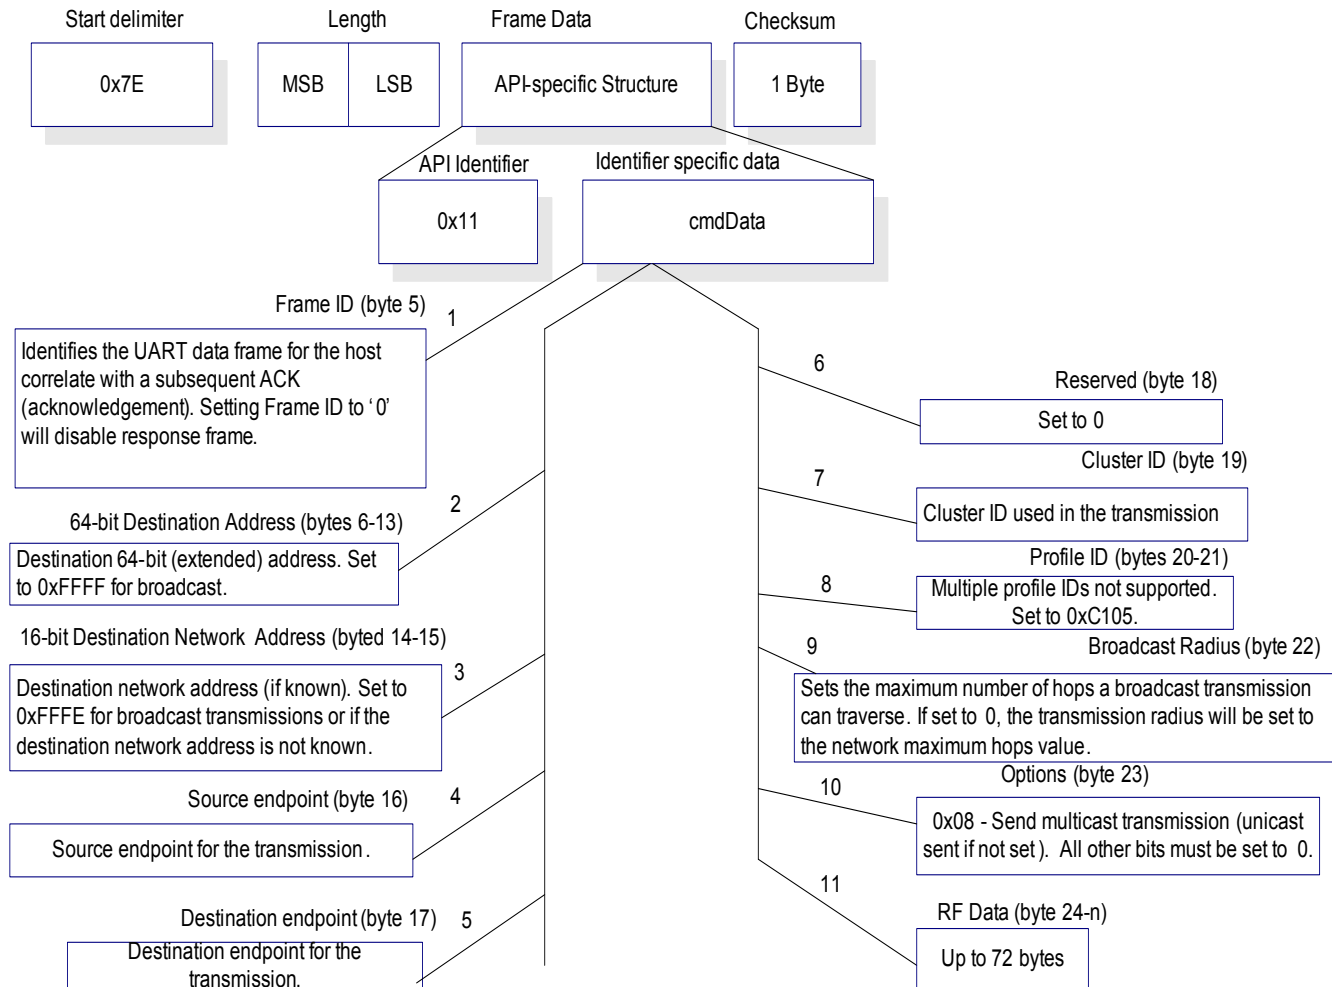 Start delimiter
Length
Frame Data
Checksum
0x7E
MSB
LSB
API-specific Structure
1 Byte
API Identifier
Identifier specific data
0x11
cmdData
Frame ID (byte 5)
1
Identifies the UART data frame for the host
correlate with a subsequent ACK
(acknowledgement). Setting Frame ID to ‘0’
will disable response frame.
2
64-bit Destination Address (bytes 6-13)
Destination 64-bit (extended) address. Set
to 0xFFFF for broadcast.
16-bit Destination Network Address (byted 14-15)
3
Destination network address (if known). Set to
0xFFFE for broadcast transmissions or if the
destination network address is not known.
Source endpoint (byte 16)
4
Source endpoint for the transmission.
Destination endpoint (byte 17)
5
Destination endpoint for the
transmission.
6
Reserved (byte 18)
Set to 0
Cluster ID (byte 19)
7
Cluster ID used in the transmission
Profile ID (bytes 20-21)
8
Multiple profile IDs not supported.
Set to 0xC105.
9
Broadcast Radius (byte 22)
Sets the maximum number of hops a broadcast transmission
can traverse. If set to 0, the transmission radius will be set to
the network maximum hops value.
Options (byte 23)
10
0x08 - Send multicast transmission (unicast
sent if not set). All other bits must be set to 0.
11
RF Data (byte 24-n)
Up to 72 bytes